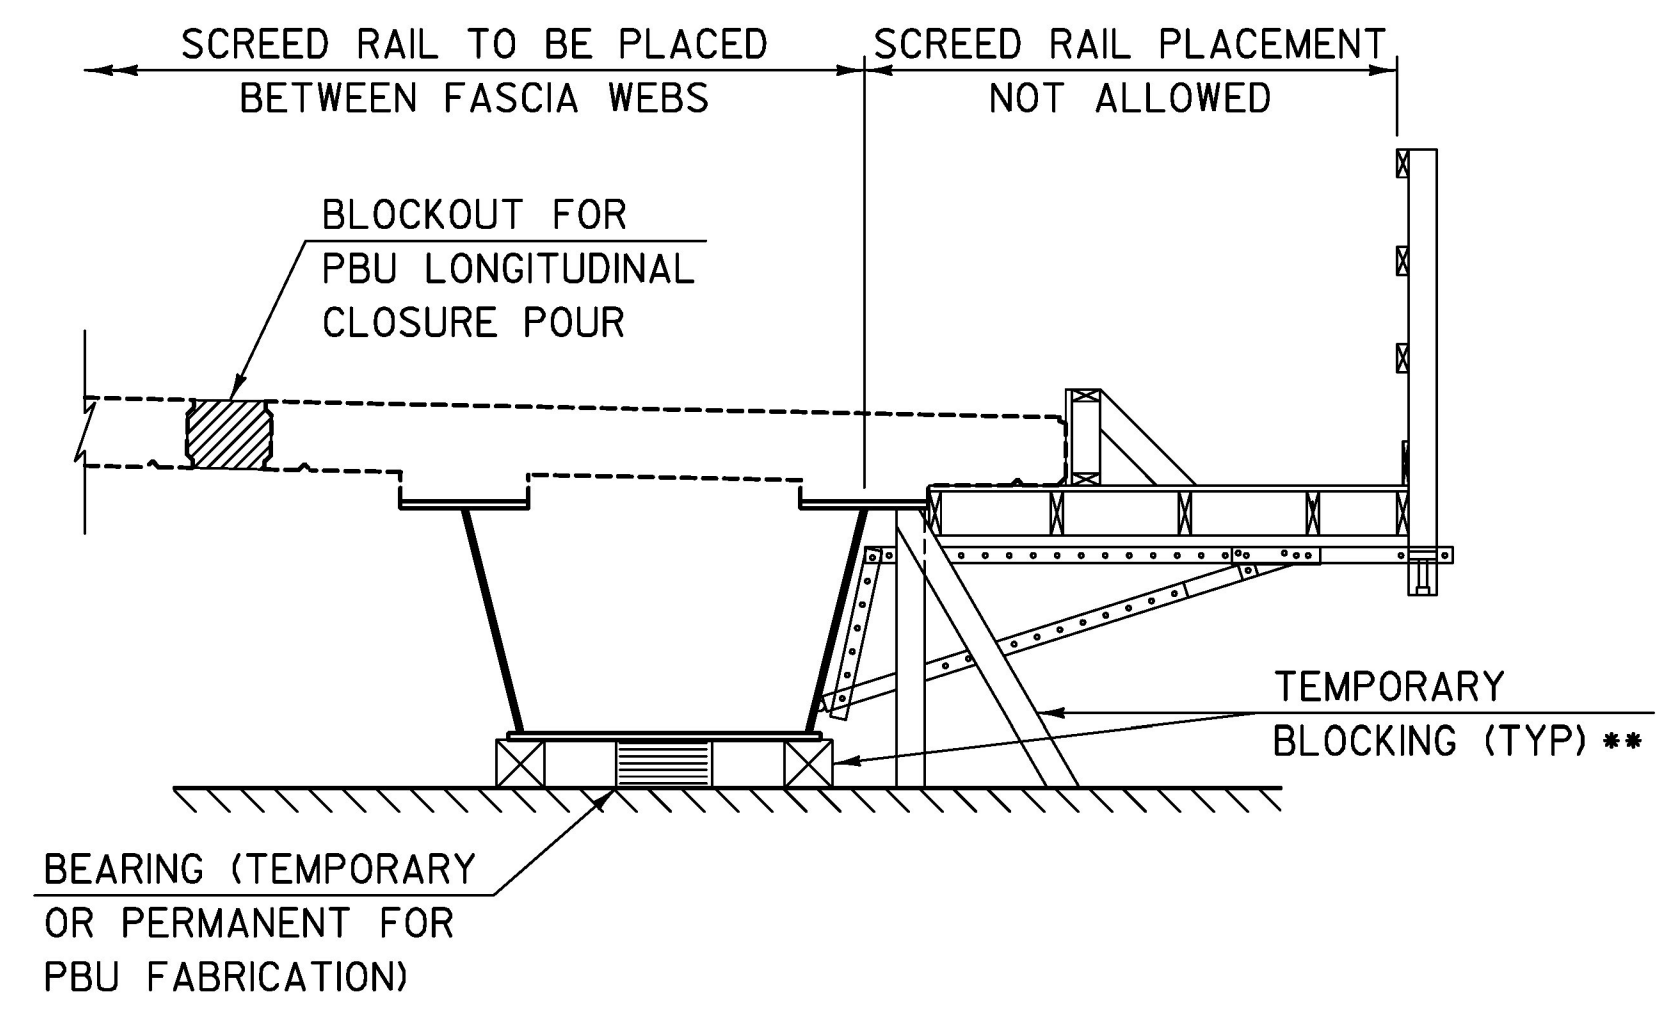 SCREED RAIL TO BE PLACED
BETWEEN FASCIA WEBS
SCREED RAIL PLACEMENT
NOT ALLOWED
BLOCKOUT FOR
PBU LONGITUDINAL
CLOSURE POUR
TEMPORARY
BLOCKING (TYP) **
BEARING (TEMPORARY
OR PERMANENT FOR
PBU FABRICATION)